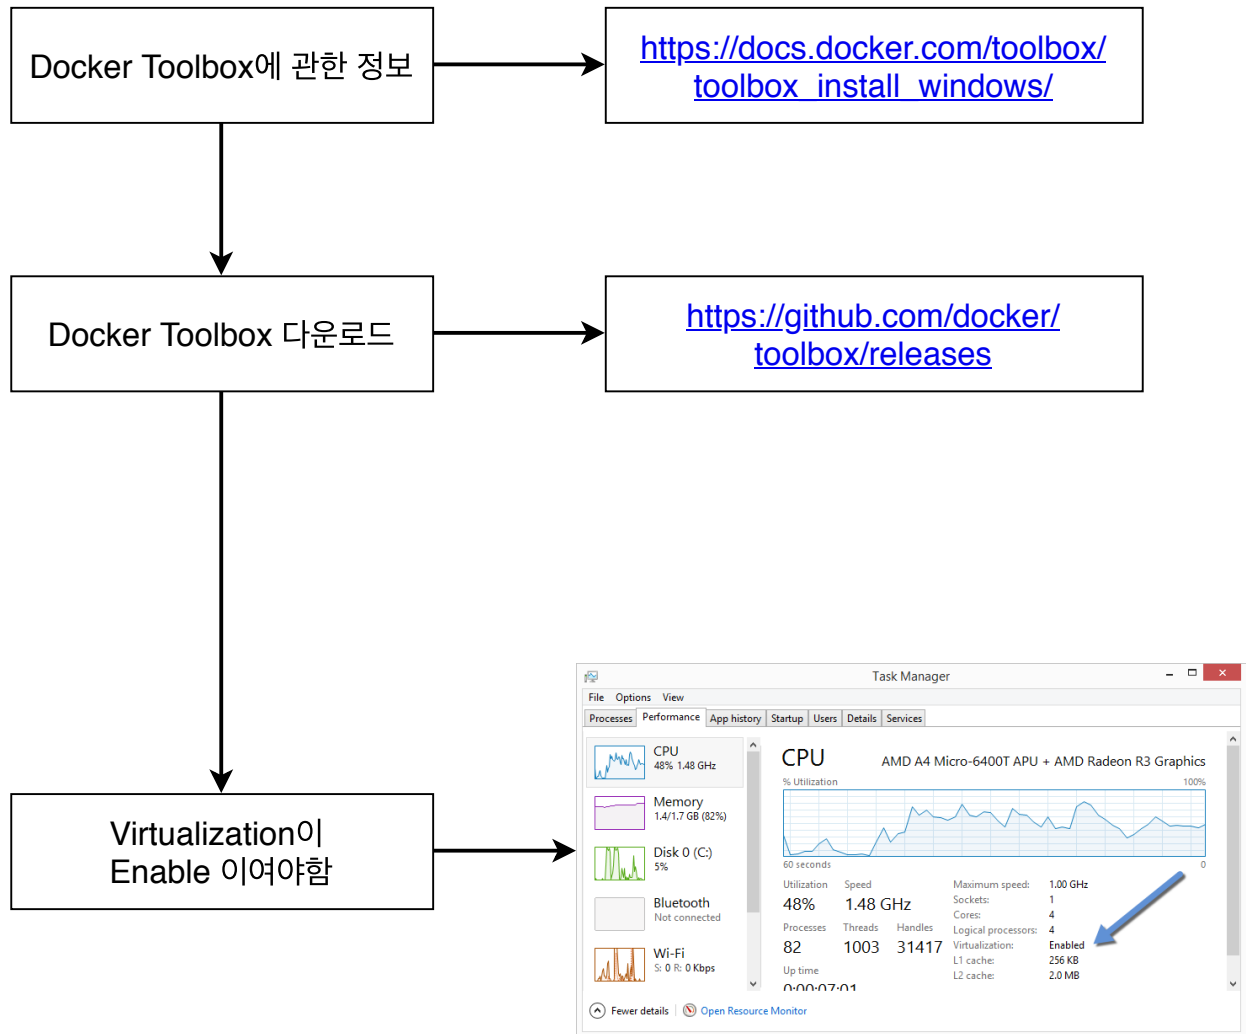 Docker Toolbox에 관한 정보
https://docs.docker.com/toolbox/
toolbox_install_windows/
Docker Toolbox 다운로드
https://github.com/docker/
toolbox/releases
Virtualization이
Enable 이여야함
Task Manager
File Options View
Processes Performance App history Startup Users Details Services
CPU
48% 1.48 GHz
Memory
1.4/1.7 GB (82%)
Disk 0 (C:)
5%
Bluetooth
Not connected
Wi-Fi
S: 0 R: 0 Kbps
CPU AMD A4 Micro-6400T APU + AMD Radeon R3 Graphics
% Utilization 100%
60 seconds 0
Utilization Speed
48% 1.48 GHz
Processes Threads Handles
82 1003 31417
Up time
0:00:07:01
Maximum speed: 1.00 GHz
Sockets: 1
Cores: 4
Logical processors: 4
Virtualization: Enabled
L1 cache: 256 KB
L2 cache: 2.0 MB
Fewer details Open Resource Monitor